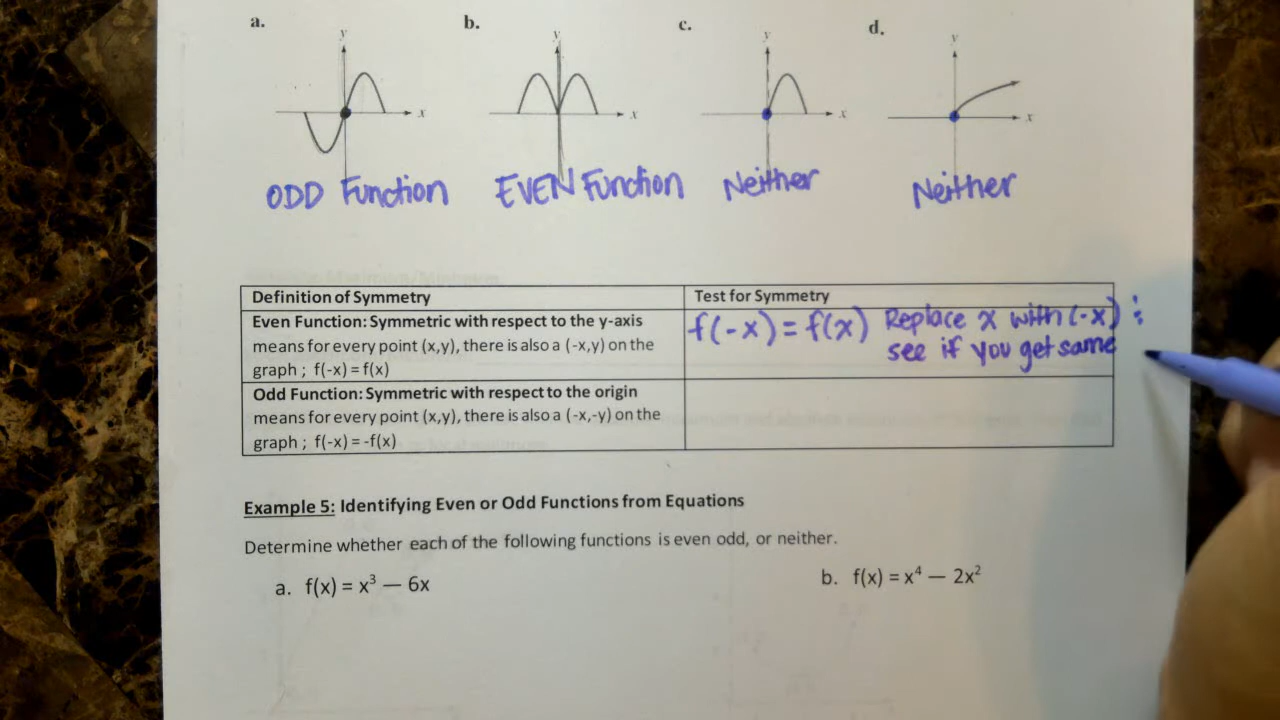 a. b. c. d.
y y y y
x x x x
ODD Function EVEN Function Neither Neither
Definition of Symmetry Test for Symmetry
Even Function: Symmetric with respect to the y-axis
means for every point (x,y), there is also a (-x,y) on the
graph ; f(-x) = f(x)
f(-x) = f(x) Replace x with (-x) :
see if you get same
Odd Function: Symmetric with respect to the origin
means for every point (x,y), there is also a (-x,-y) on the
graph ; f(-x) = -f(x)
Example 5: Identifying Even or Odd Functions from Equations
Determine whether each of the following functions is even odd, or neither.
a. f(x) = x³ — 6x b. f(x) = x⁴ — 2x²